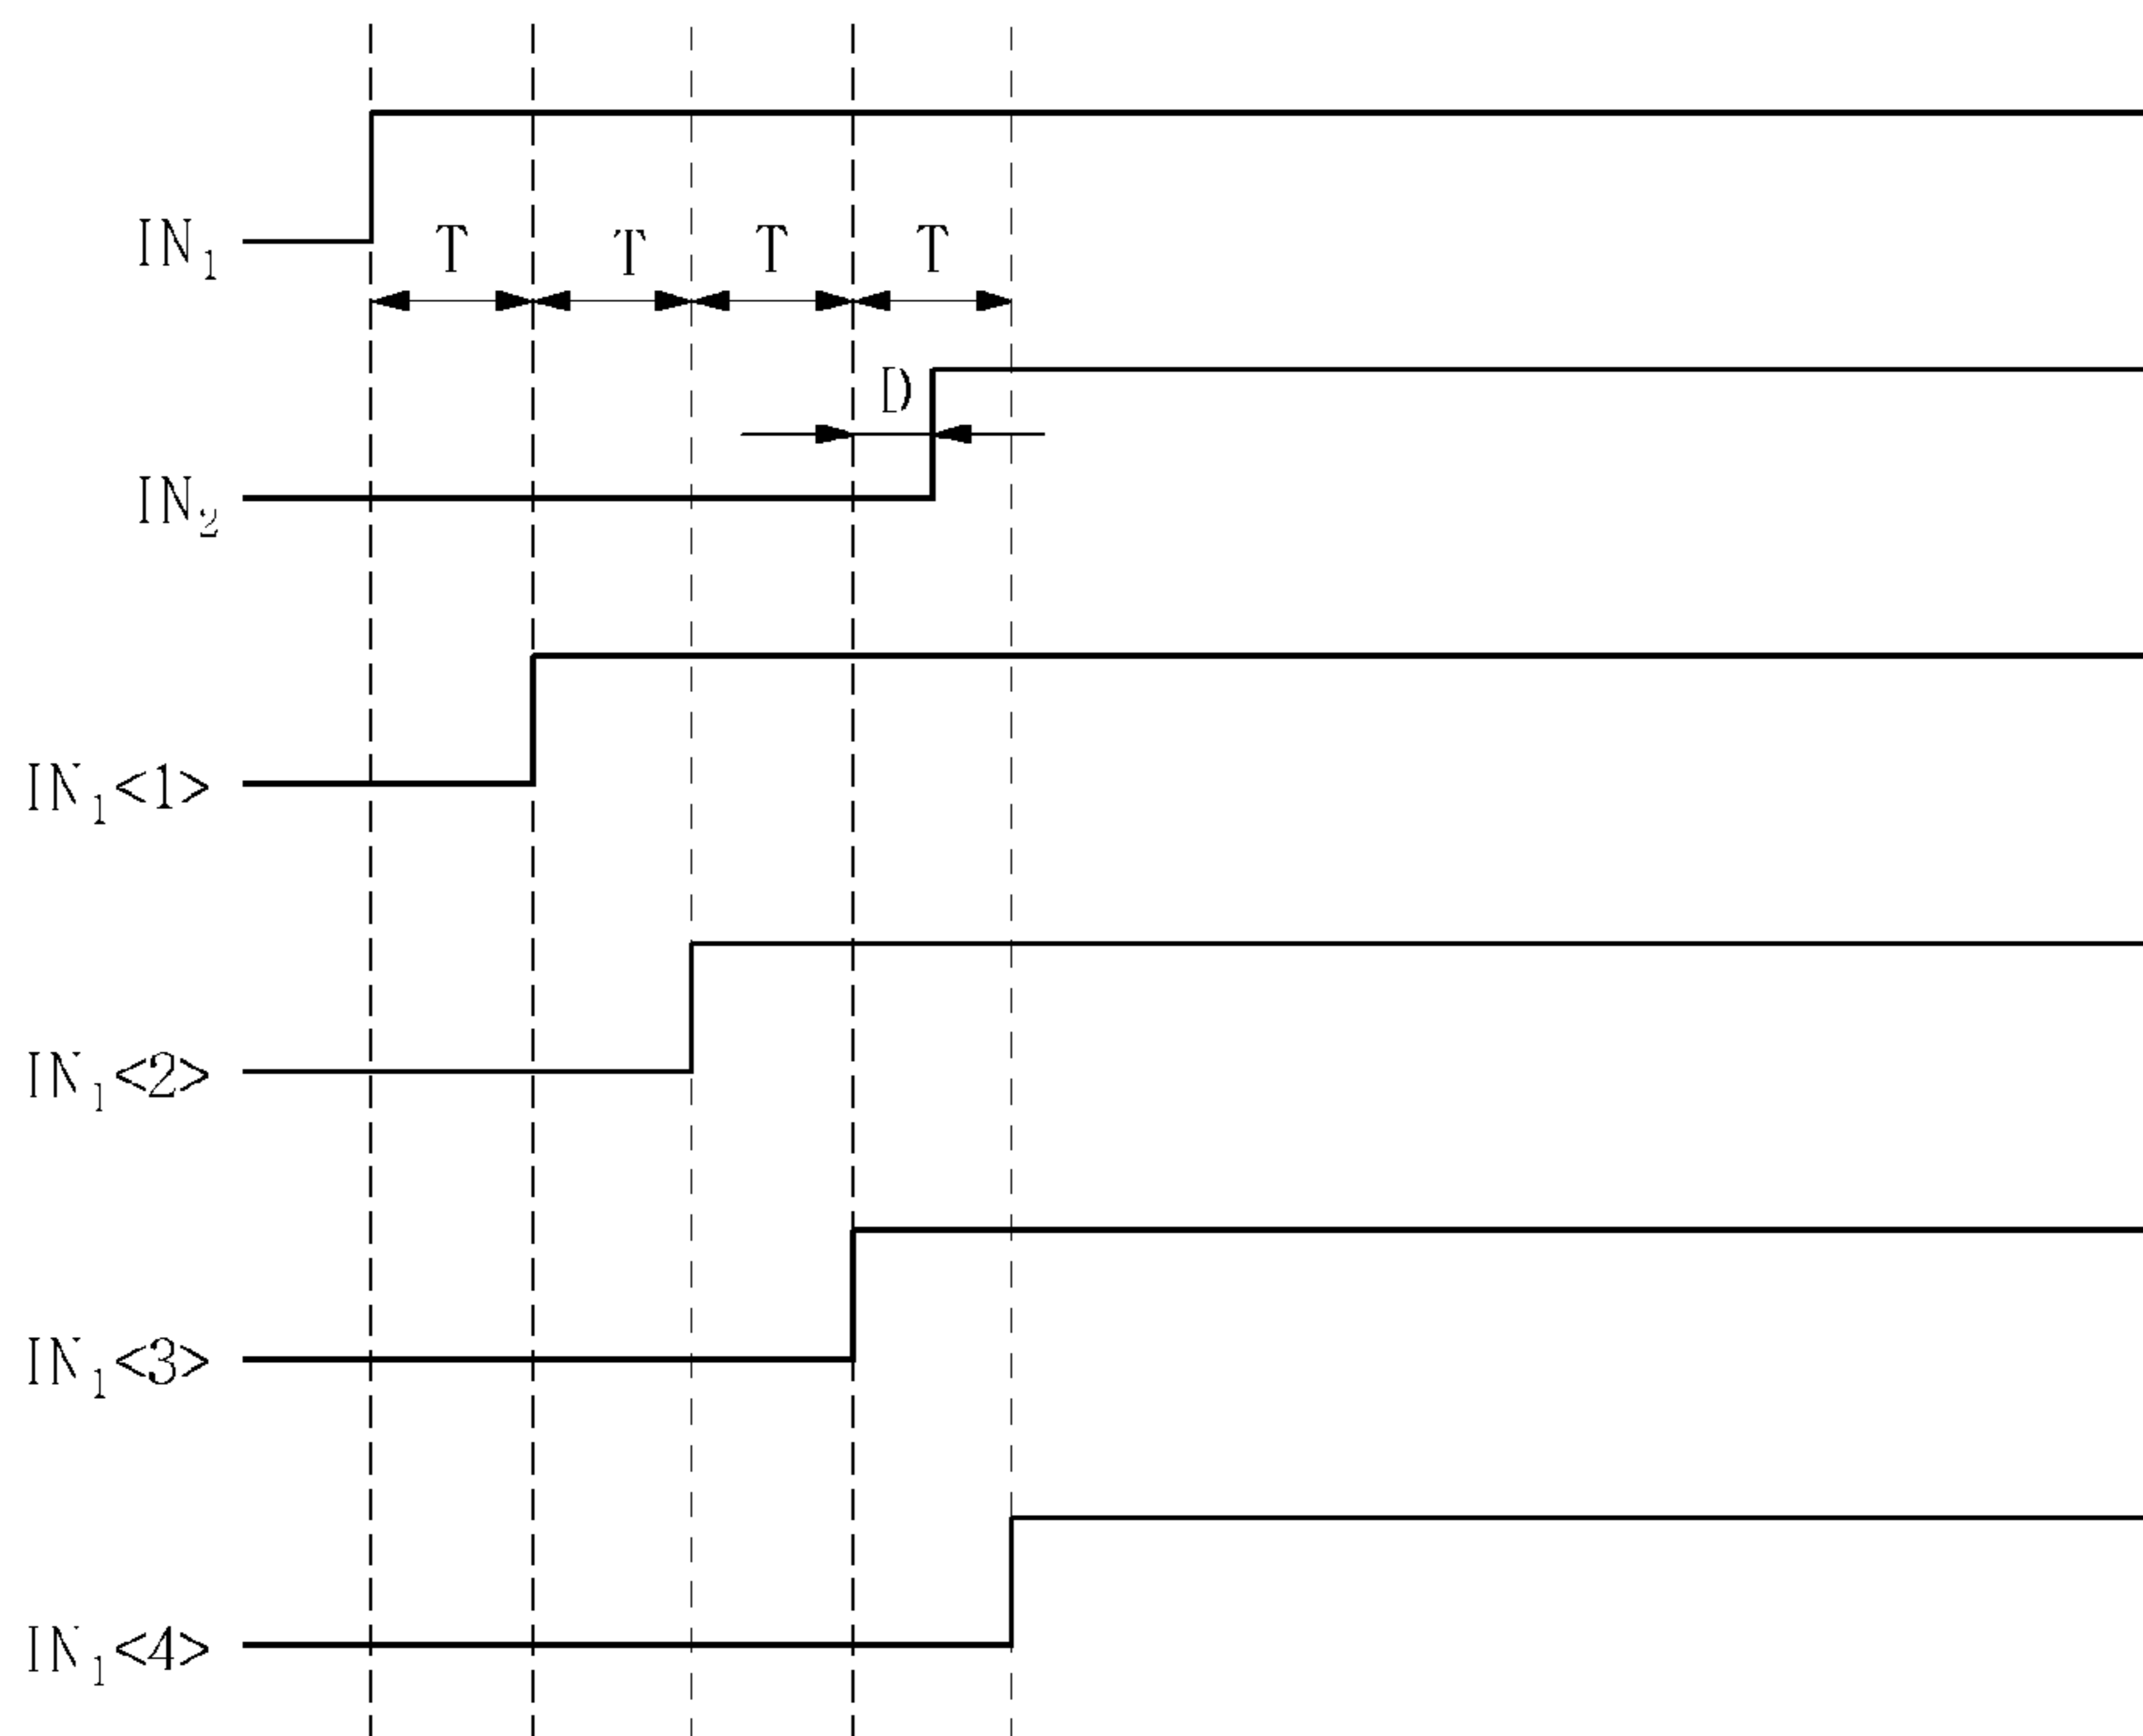 IN₁
T T T T
D
IN₂
IN₁<1>
IN₁<2>
IN₁<3>
IN₁<4>